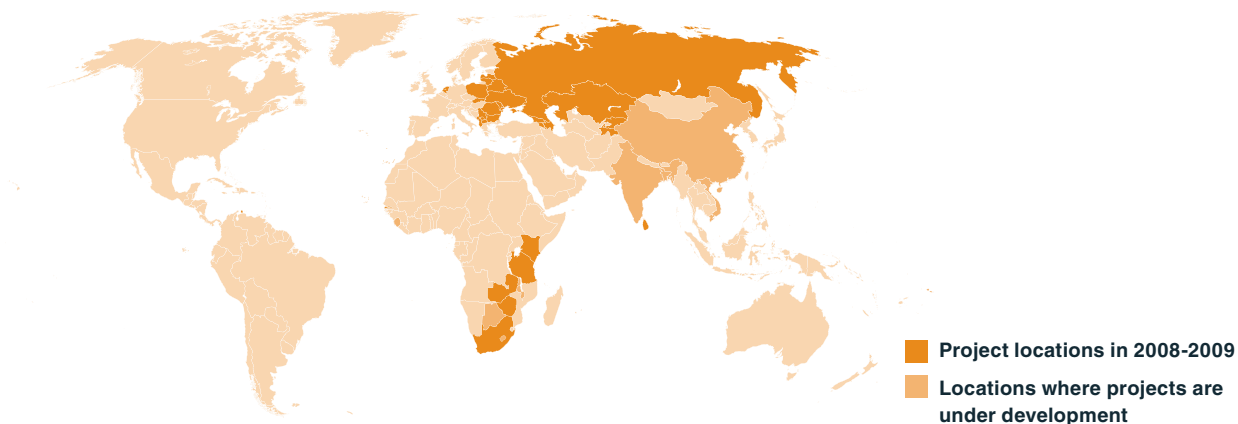 Project locations in 2008-2009
Locations where projects are
under development